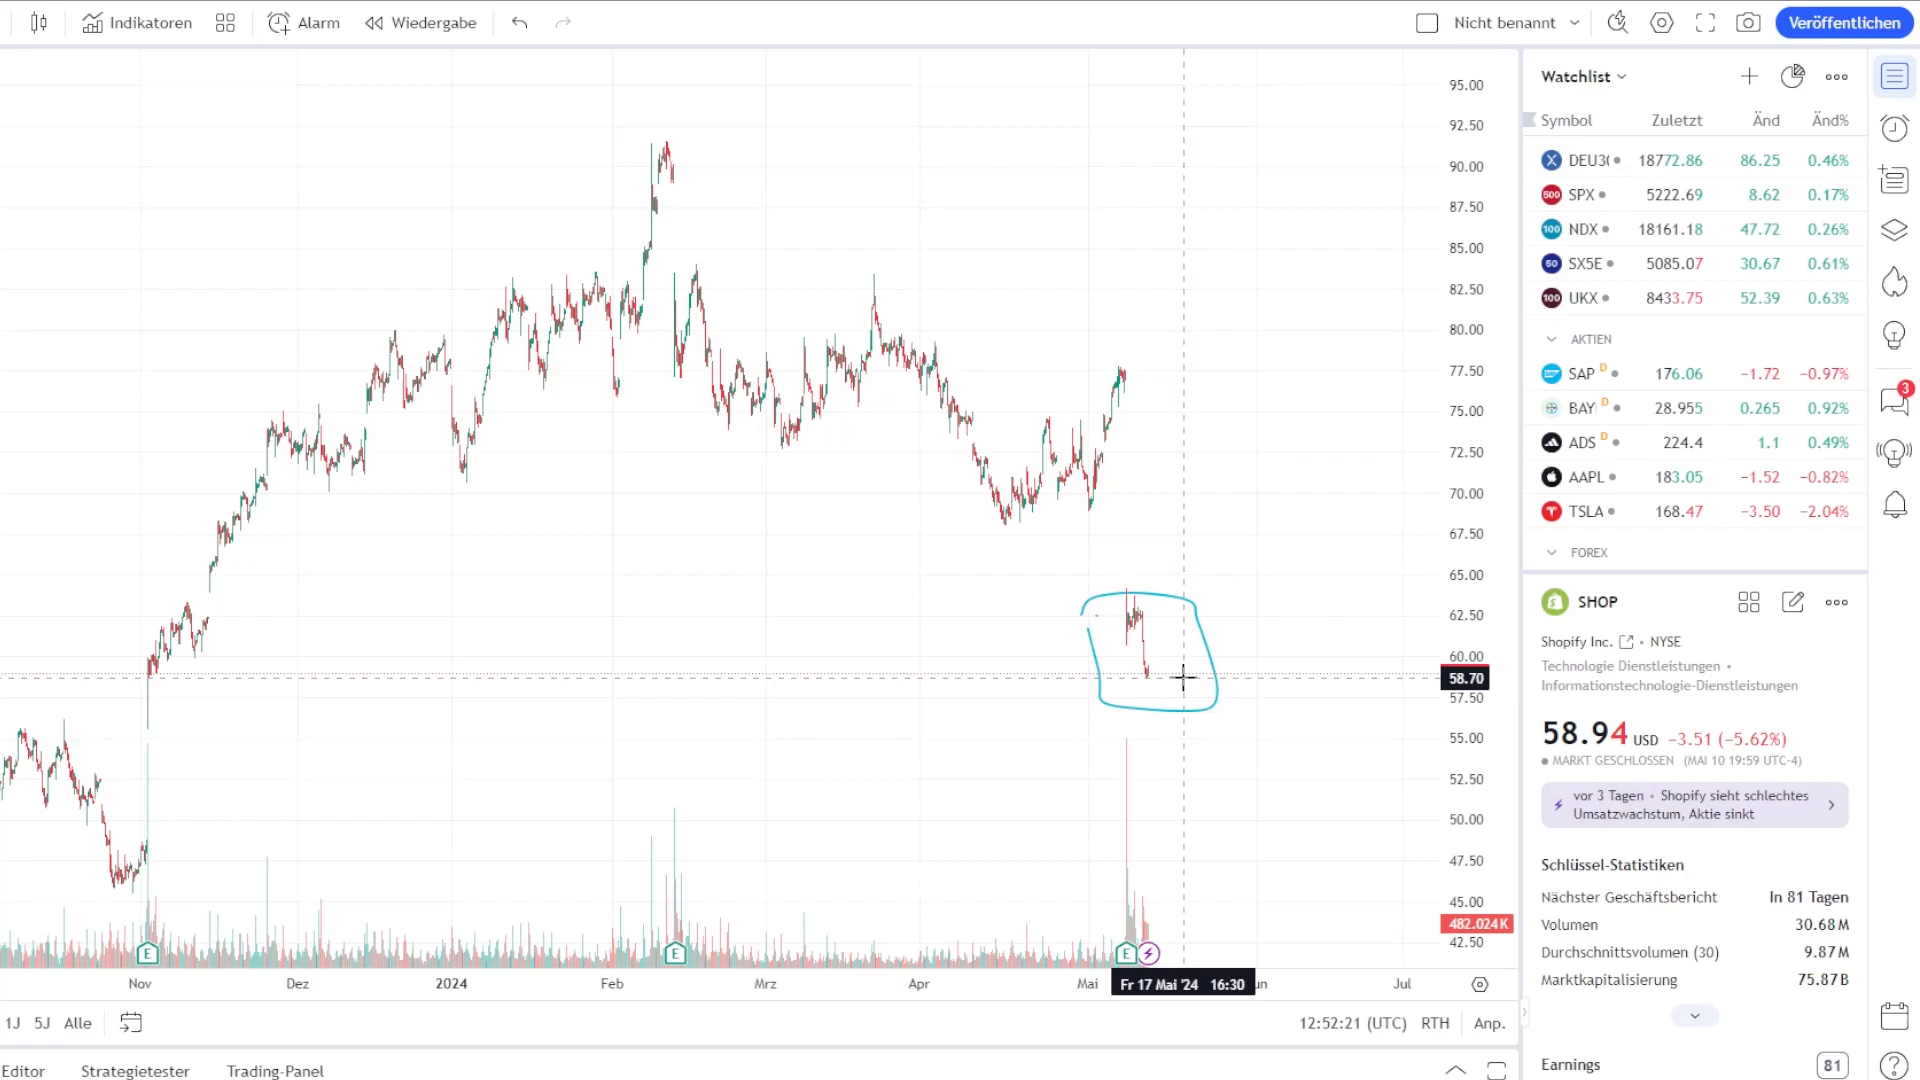 Indikatoren
Alarm
Wiedergabe
Nicht benannt
Veröffentlichen
95.00
92.50
90.00
87.50
85.00
82.50
80.00
77.50
75.00
72.50
70.00
67.50
65.00
62.50
60.00
58.70
57.50
55.00
52.50
50.00
47.50
45.00
482.024K
42.50
E
E
E
Nov
Dez
2024
Feb
Mrz
Apr
Mai
Fr 17 Mai '24 16:30
un
Jul
1J 5J Alle
12:52:21 (UTC) RTH Anp.
Editor
Strategietester
Trading-Panel
Watchlist
Symbol Zuletzt Änd Änd%
DEU30 18772.86 86.25 0.46%
500 SPX 5222.69 8.62 0.17%
100 NDX 18161.18 47.72 0.26%
50 SX5E 5085.07 30.67 0.61%
100 UKX 8433.75 52.39 0.63%
AKTIEN
SAP D 176.06 −1.72 −0.97%
BAY D 28.955 0.265 0.92%
ADS D 224.4 1.1 0.49%
AAPL 183.05 −1.52 −0.82%
TSLA 168.47 −3.50 −2.04%
FOREX
SHOP
Shopify Inc. • NYSE
Technologie Dienstleistungen •
Informationstechnologie-Dienstleistungen
58.94 USD −3.51 (−5.62%)
MARKT GESCHLOSSEN (MAI 10 19:59 UTC-4)
vor 3 Tagen • Shopify sieht schlechtes
Umsatzwachstum, Aktie sinkt
Schlüssel-Statistiken
Nächster Geschäftsbericht In 81 Tagen
Volumen 30.68M
Durchschnittsvolumen (30) 9.87M
Marktkapitalisierung 75.87B
Earnings 81
3